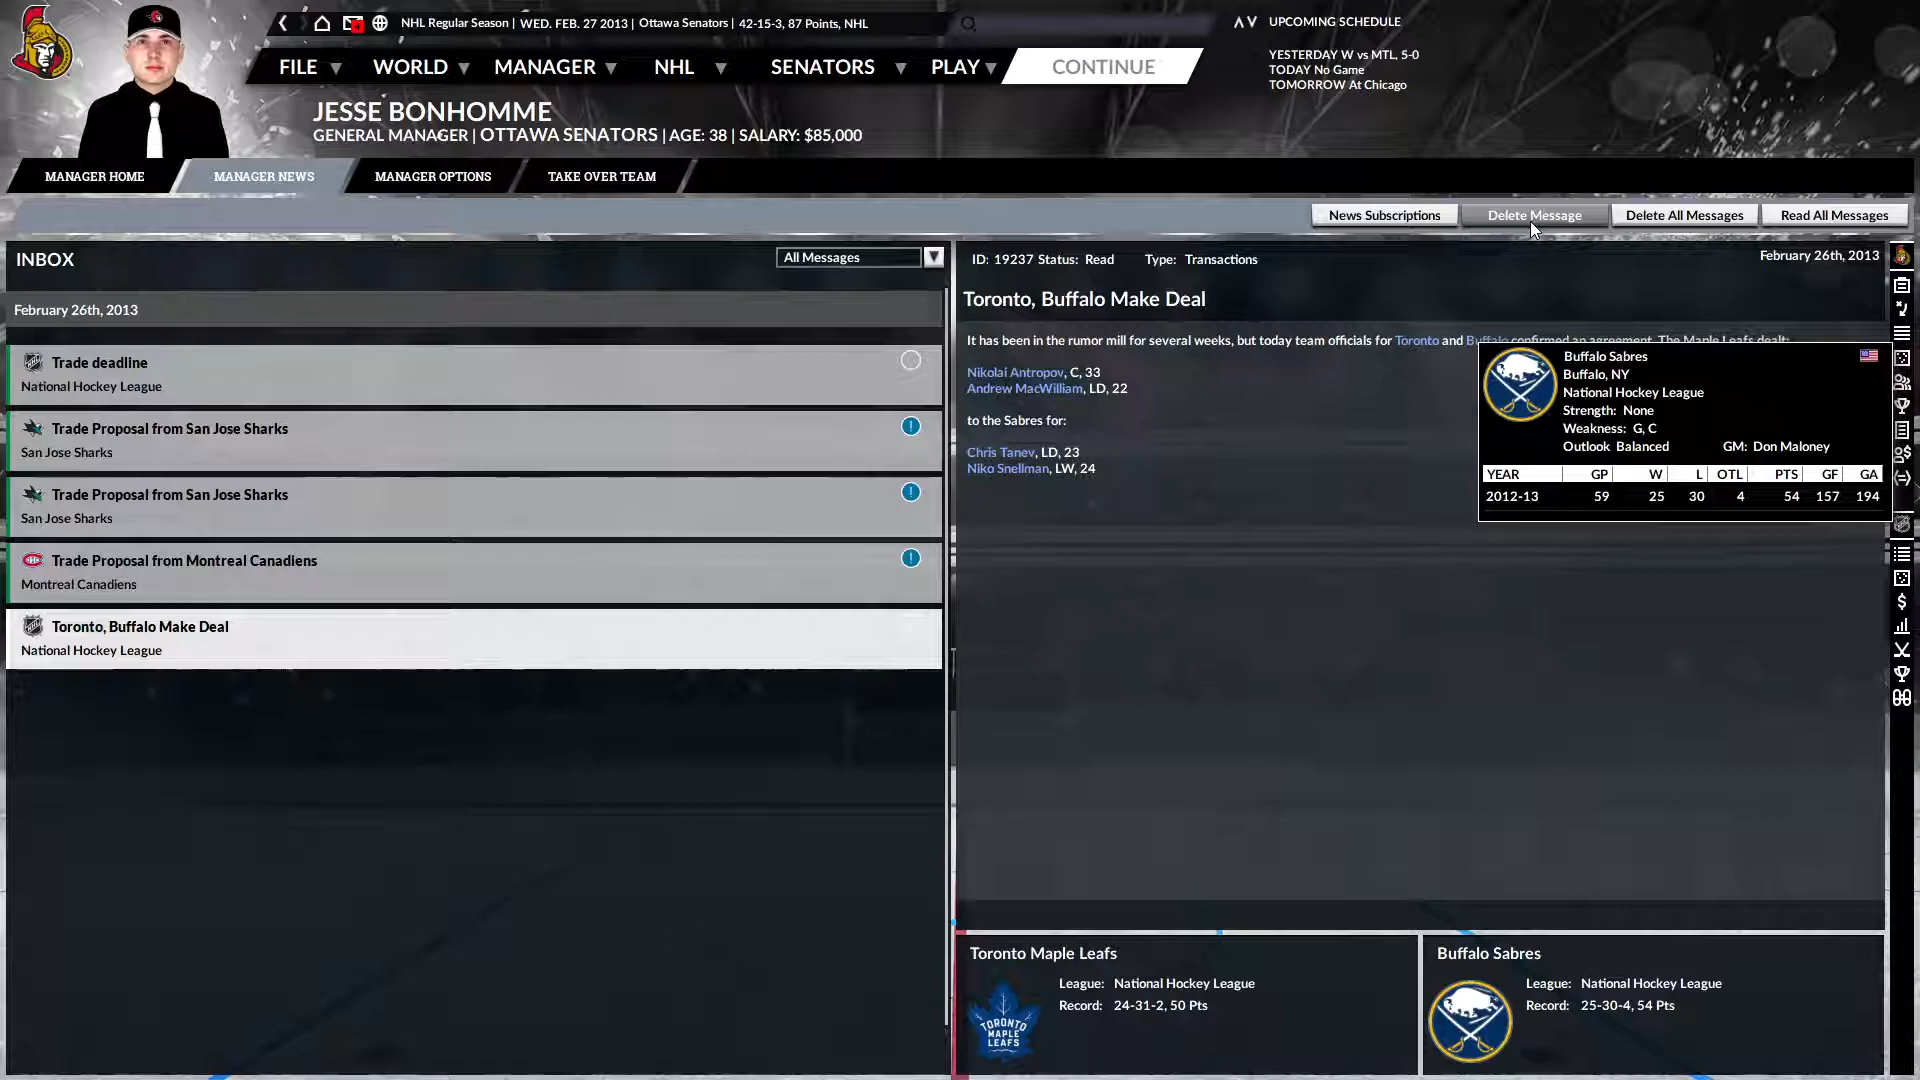 NHL Regular Season | WED. FEB. 27 2013 | Ottawa Senators | 42-15-3, 87 Points, NHL
UPCOMING SCHEDULE
YESTERDAY W vs MTL, 5-0
TODAY No Game
TOMORROW At Chicago
FILE WORLD MANAGER NHL SENATORS PLAY CONTINUE
JESSE BONHOMME
GENERAL MANAGER | OTTAWA SENATORS | AGE: 38 | SALARY: $85,000
MANAGER HOME MANAGER NEWS MANAGER OPTIONS TAKE OVER TEAM
News Subscriptions Delete Message Delete All Messages Read All Messages
INBOX All Messages
February 26th, 2013
Trade deadline
National Hockey League
Trade Proposal from San Jose Sharks
San Jose Sharks
Trade Proposal from San Jose Sharks
San Jose Sharks
Trade Proposal from Montreal Canadiens
Montreal Canadiens
Toronto, Buffalo Make Deal
National Hockey League
ID: 19237 Status: Read Type: Transactions February 26th, 2013
Toronto, Buffalo Make Deal
It has been in the rumor mill for several weeks, but today team officials for Toronto and Buffalo confirmed an agreement. The Maple Leafs dealt:
Nikolai Antropov, C, 33
Andrew MacWilliam, LD, 22
to the Sabres for:
Chris Tanev, LD, 23
Niko Snellman, LW, 24
Buffalo Sabres
Buffalo, NY
National Hockey League
Strength: None
Weakness: G, C
Outlook Balanced GM: Don Maloney
YEAR GP W L OTL PTS GF GA
2012-13 59 25 30 4 54 157 194
Toronto Maple Leafs
League: National Hockey League
Record: 24-31-2, 50 Pts
TORONTO
MAPLE
LEAFS
Buffalo Sabres
League: National Hockey League
Record: 25-30-4, 54 Pts